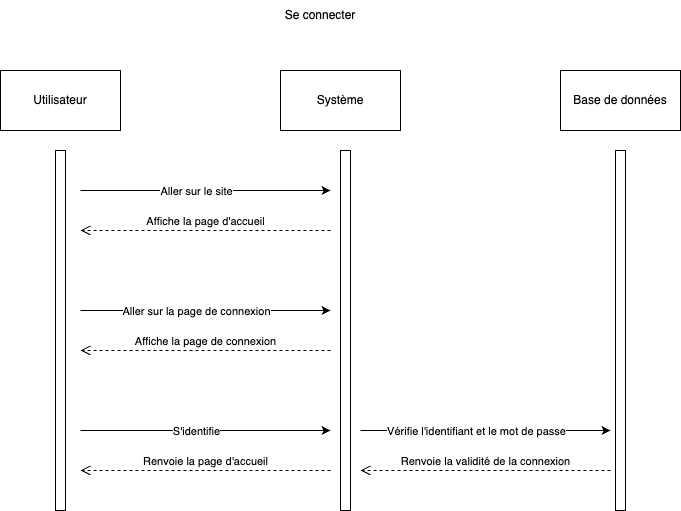 Se connecter
Utilisateur
Système
Base de données
Aller sur le site
Affiche la page d'accueil
Aller sur la page de connexion
Affiche la page de connexion
S'identifie
Vérifie l'identifiant et le mot de passe
Renvoie la page d'accueil
Renvoie la validité de la connexion